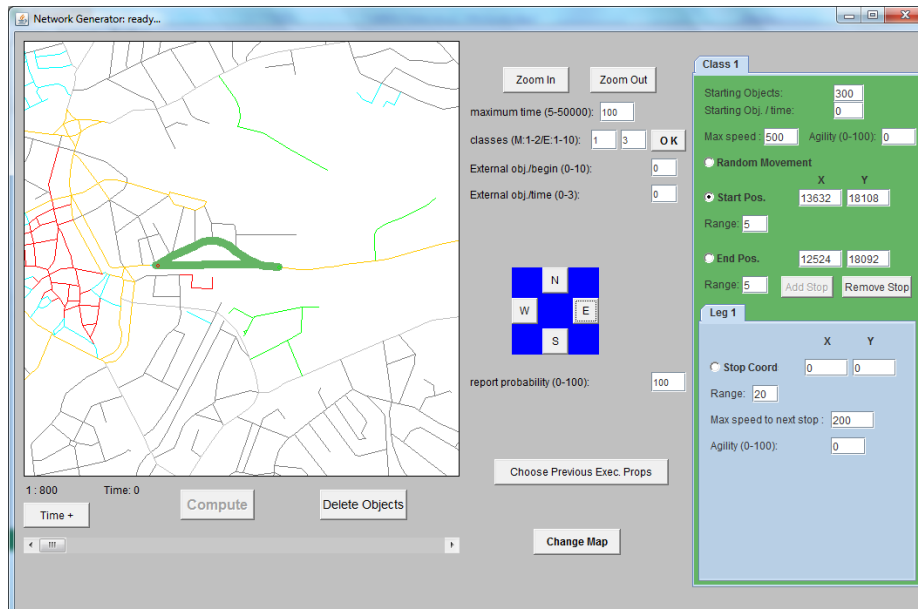 Network Generator: ready...
Zoom In Zoom Out
maximum time (5-50000): 100
classes (M:1-2/E:1-10): 1 3 O K
External obj./begin (0-10): 0
External obj./time (0-3): 0
N
W E
S
report probability (0-100): 100
Choose Previous Exec. Props
Change Map
1 : 800 Time: 0
Time + Compute Delete Objects
Class 1
Starting Objects: 300
Starting Obj. / time: 0
Max speed : 500 Agility (0-100): 0
Random Movement
X Y
Start Pos. 13632 18108
Range: 5
End Pos. 12524 18092
Range: 5 Add Stop Remove Stop
Leg 1
X Y
Stop Coord 0 0
Range: 20
Max speed to next stop : 200
Agility (0-100): 0